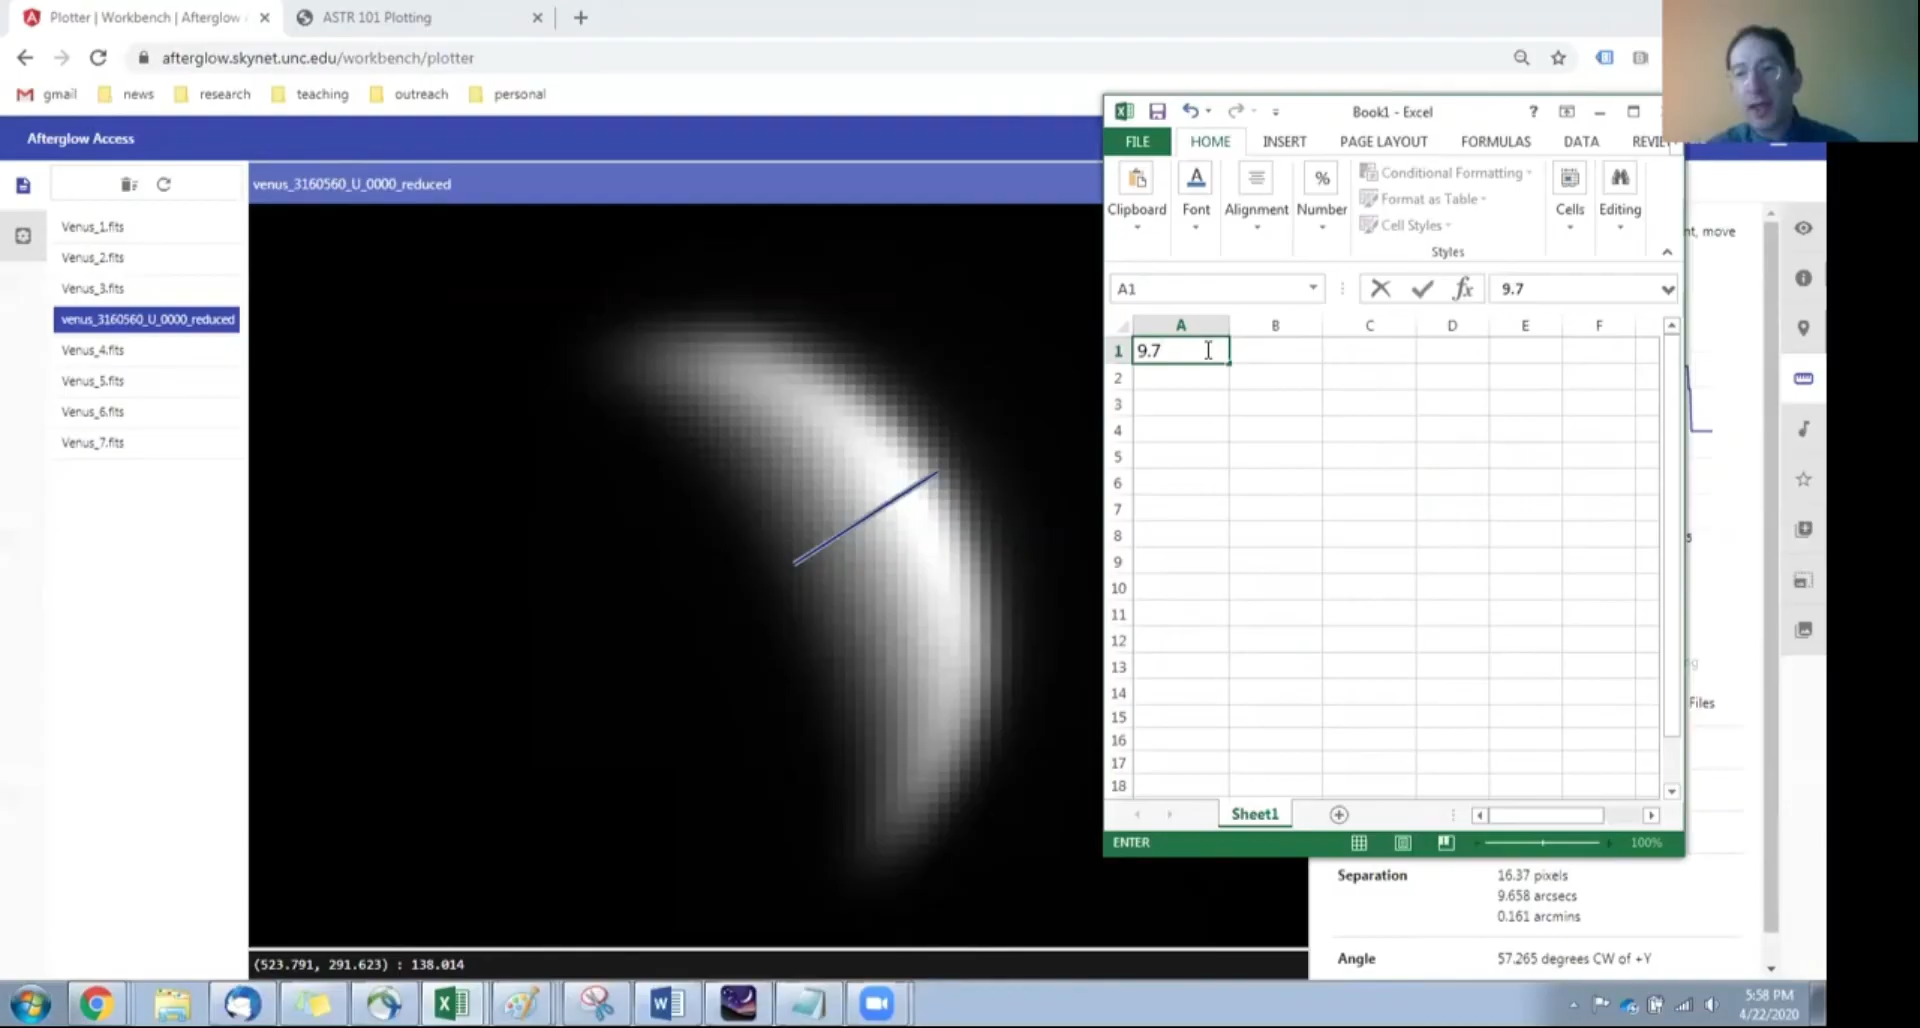 Plotter | Workbench | Afterglow
ASTR 101 Plotting
afterglow.skynet.unc.edu/workbench/plotter
gmail
news
research
teaching
outreach
personal
Afterglow Access
venus_3160560_U_0000_reduced
Venus_1.fits
Venus_2.fits
Venus_3.fits
venus_3160560_U_0000_reduced
Venus_4.fits
Venus_5.fits
Venus_6.fits
Venus_7.fits
(523.791, 291.623) : 138.014
Book1 - Excel
FILE HOME INSERT PAGE LAYOUT FORMULAS DATA REVIE
Clipboard
Font
Alignment
Number
Conditional Formatting
Format as Table
Cell Styles
Styles
Cells
Editing
A1
fx
9.7
A B C D E F
1 9.7
2
3
4
5
6
7
8
9
10
11
12
13
14
15
16
17
18
Sheet1
ENTER
100%
nt, move
Files
Separation
16.37 pixels
9.658 arcsecs
0.161 arcmins
Angle
57.265 degrees CW of +Y
5:58 PM
4/22/2020